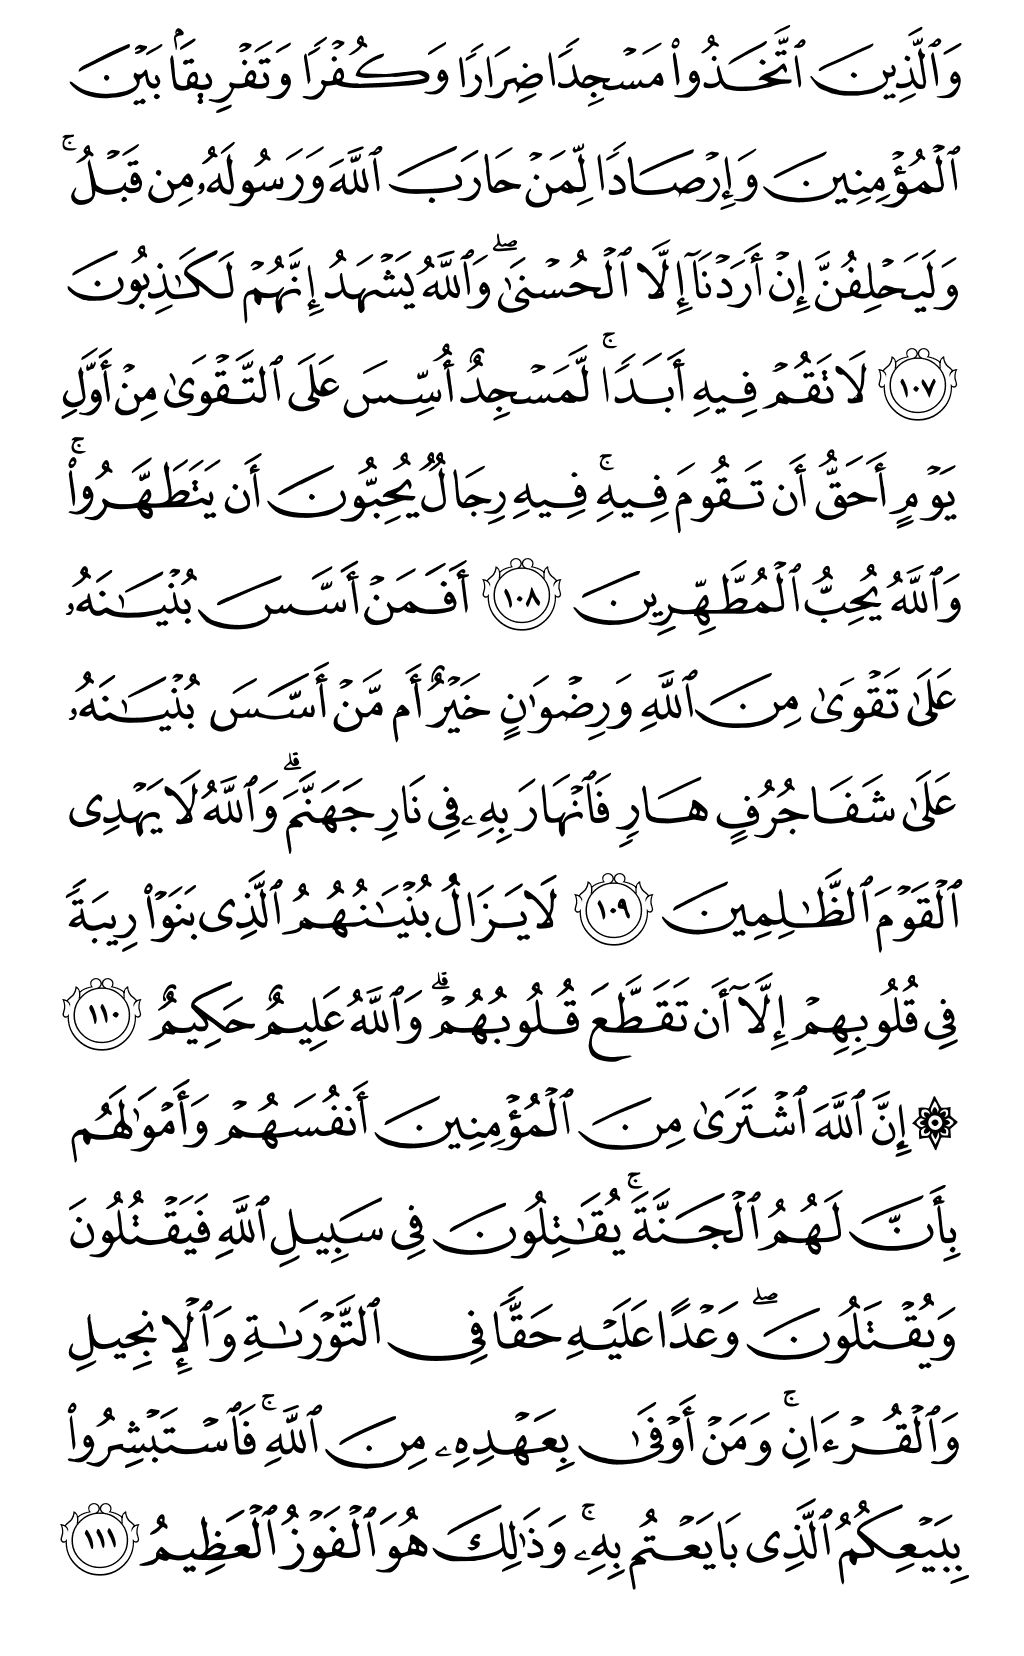 وَٱلَّذِينَ ٱتَّخَذُوا۟ مَسْجِدًا ضِرَارًا وَكُفْرًا وَتَفْرِيقًۢا بَيْنَ
ٱلْمُؤْمِنِينَ وَإِرْصَادًا لِّمَنْ حَارَبَ ٱللَّهَ وَرَسُولَهُۥ مِن قَبْلُ ۚ
وَلَيَحْلِفُنَّ إِنْ أَرَدْنَآ إِلَّا ٱلْحُسْنَىٰ ۖ وَٱللَّهُ يَشْهَدُ إِنَّهُمْ لَكَـٰذِبُونَ
١٠٧ لَا تَقُمْ فِيهِ أَبَدًا ۚ لَّمَسْجِدٌ أُسِّسَ عَلَى ٱلتَّقْوَىٰ مِنْ أَوَّلِ
يَوْمٍ أَحَقُّ أَن تَقُومَ فِيهِ ۚ فِيهِ رِجَالٌ يُحِبُّونَ أَن يَتَطَهَّرُوا۟ ۚ
وَٱللَّهُ يُحِبُّ ٱلْمُطَّهِّرِينَ ١٠٨ أَفَمَنْ أَسَّسَ بُنْيَـٰنَهُۥ
عَلَىٰ تَقْوَىٰ مِنَ ٱللَّهِ وَرِضْوَٰنٍ خَيْرٌ أَم مَّنْ أَسَّسَ بُنْيَـٰنَهُۥ
عَلَىٰ شَفَا جُرُفٍ هَارٍ فَٱنْهَارَ بِهِۦ فِى نَارِ جَهَنَّمَ ۗ وَٱللَّهُ لَا يَهْدِى
ٱلْقَوْمَ ٱلظَّـٰلِمِينَ ١٠٩ لَا يَزَالُ بُنْيَـٰنُهُمُ ٱلَّذِى بَنَوْا۟ رِيبَةً
فِى قُلُوبِهِمْ إِلَّآ أَن تَقَطَّعَ قُلُوبُهُمْ ۗ وَٱللَّهُ عَلِيمٌ حَكِيمٌ ١١٠
۞ إِنَّ ٱللَّهَ ٱشْتَرَىٰ مِنَ ٱلْمُؤْمِنِينَ أَنفُسَهُمْ وَأَمْوَٰلَهُم
بِأَنَّ لَهُمُ ٱلْجَنَّةَ ۚ يُقَـٰتِلُونَ فِى سَبِيلِ ٱللَّهِ فَيَقْتُلُونَ
وَيُقْتَلُونَ ۖ وَعْدًا عَلَيْهِ حَقًّا فِى ٱلتَّوْرَىٰةِ وَٱلْإِنجِيلِ
وَٱلْقُرْءَانِ ۚ وَمَنْ أَوْفَىٰ بِعَهْدِهِۦ مِنَ ٱللَّهِ ۚ فَٱسْتَبْشِرُوا۟
بِبَيْعِكُمُ ٱلَّذِى بَايَعْتُم بِهِۦ ۚ وَذَٰلِكَ هُوَ ٱلْفَوْزُ ٱلْعَظِيمُ ١١١